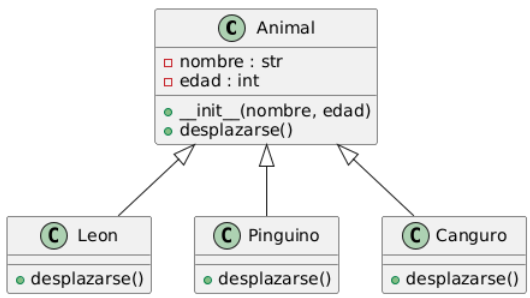 C Animal
nombre : str
edad : int
__init__(nombre, edad)
desplazarse()
C Leon
desplazarse()
C Pinguino
desplazarse()
C Canguro
desplazarse()